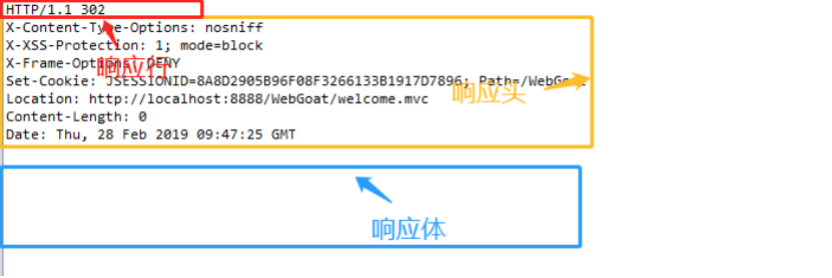 HTTP/1.1 302
X-Content-Type-Options: nosniff
响应行
X-XSS-Protection: 1; mode=block
X-Frame-Options: DENY
Set-Cookie: JSESSIONID=8A8D2905B96F08F3266133B1917D7896; Path=/WebGoat
响应头
Location: http://localhost:8888/WebGoat/welcome.mvc
Content-Length: 0
Date: Thu, 28 Feb 2019 09:47:25 GMT
响应体